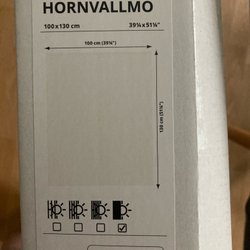 HORNVALLMO
100x130 cm 39⅜x51⅛"
100 cm (39⅜")
130 cm (51⅛")